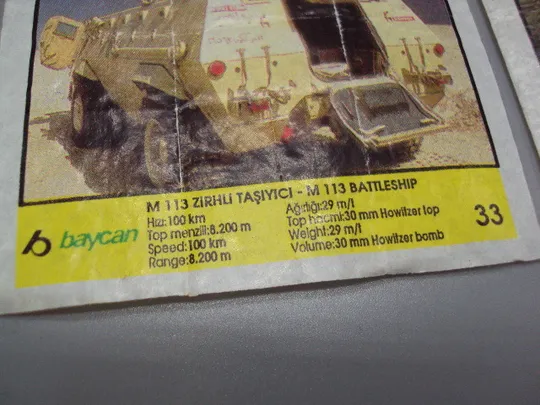 M 113 ZIRHLI TAŞIYICI - M 113 BATTLESHIP
Hızı:100 km
Top menzili:8.200 m
Speed:100 km
Range:8.200 m
Ağırlığı:29 m/t
Top hacmi:30 mm Howitzer top
Weight:29 m/t
Volume:30 mm Howitzer bomb
b baycan
33